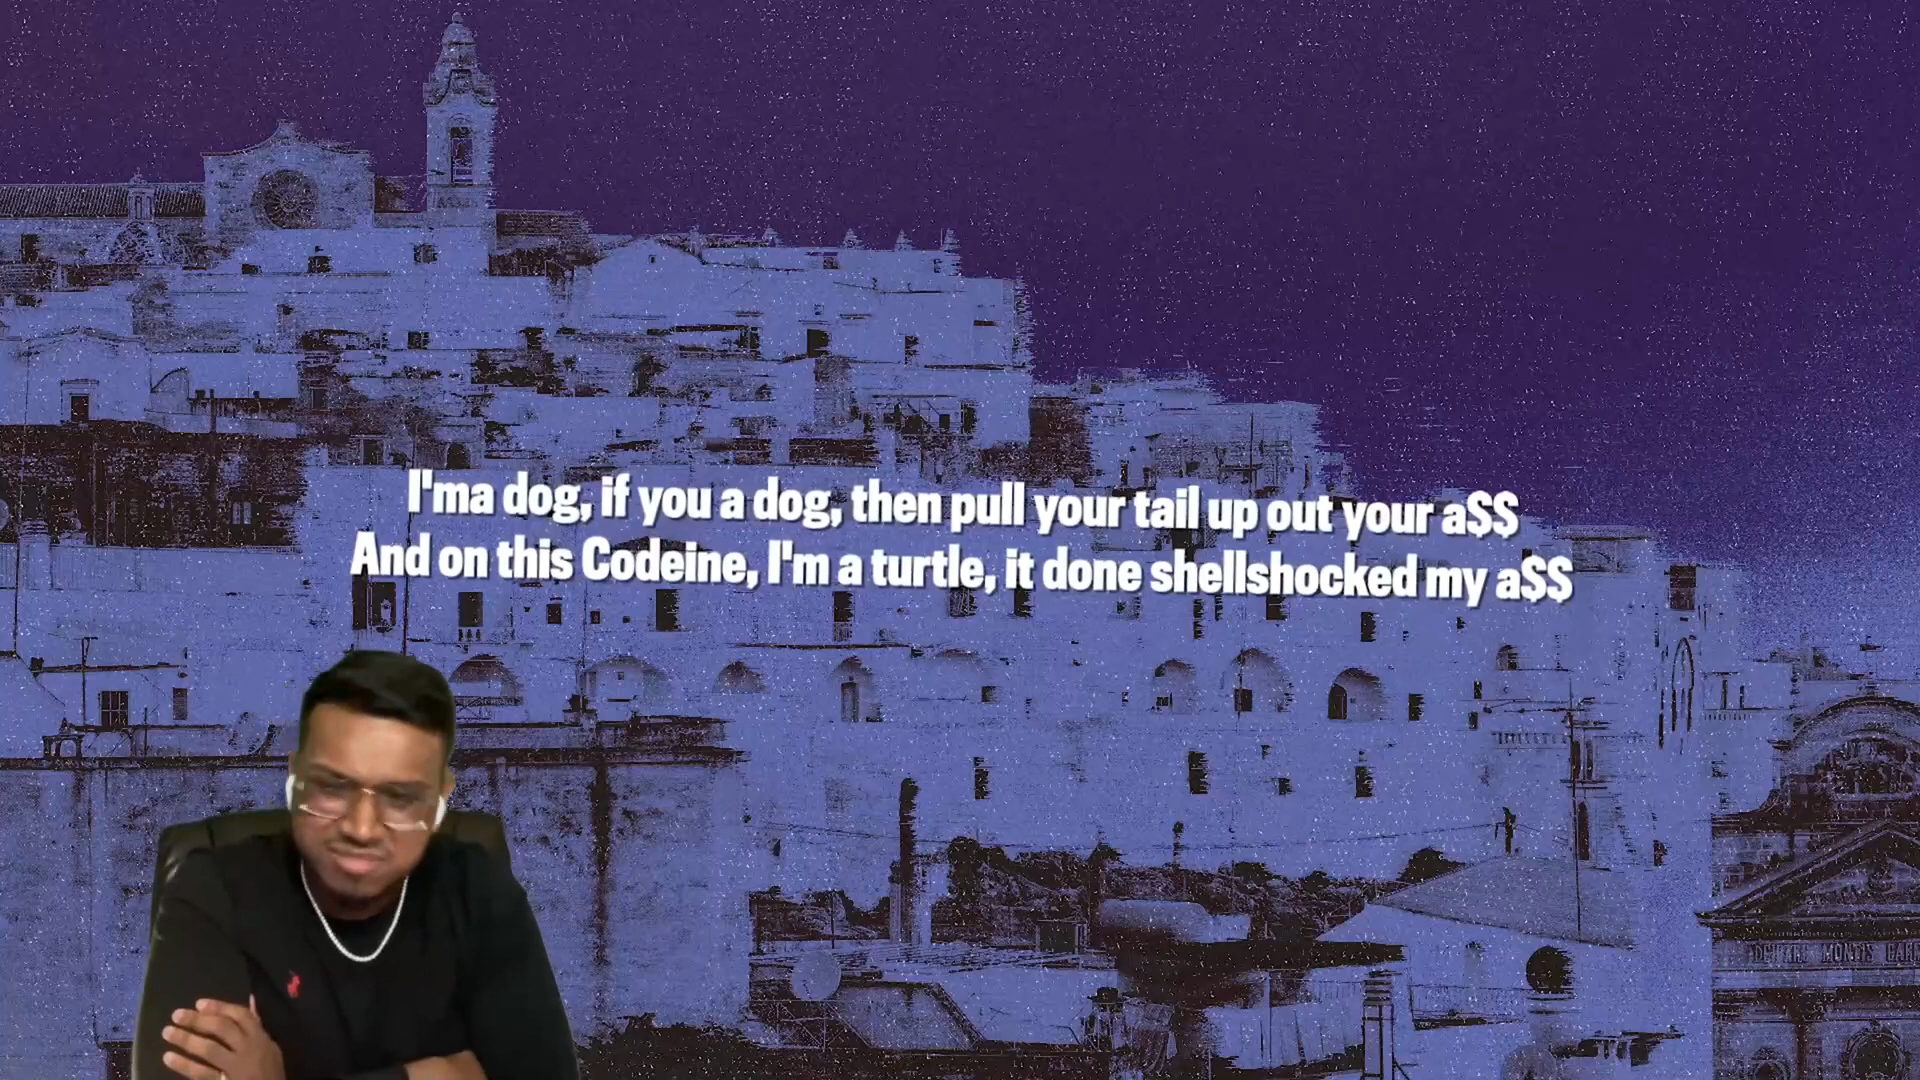 I'ma dog, if you a dog, then pull your tail up out your a$$
And on this Codeine, I'm a turtle, it done shellshocked my a$$